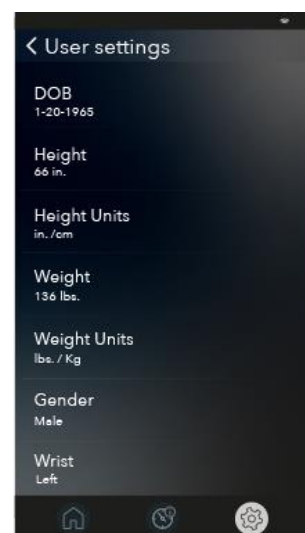 User settings
DOB
1-20-1965
Height
66 in.
Height Units
in./cm
Weight
136 lbs.
Weight Units
lbs. / Kg
Gender
Male
Wrist
Left